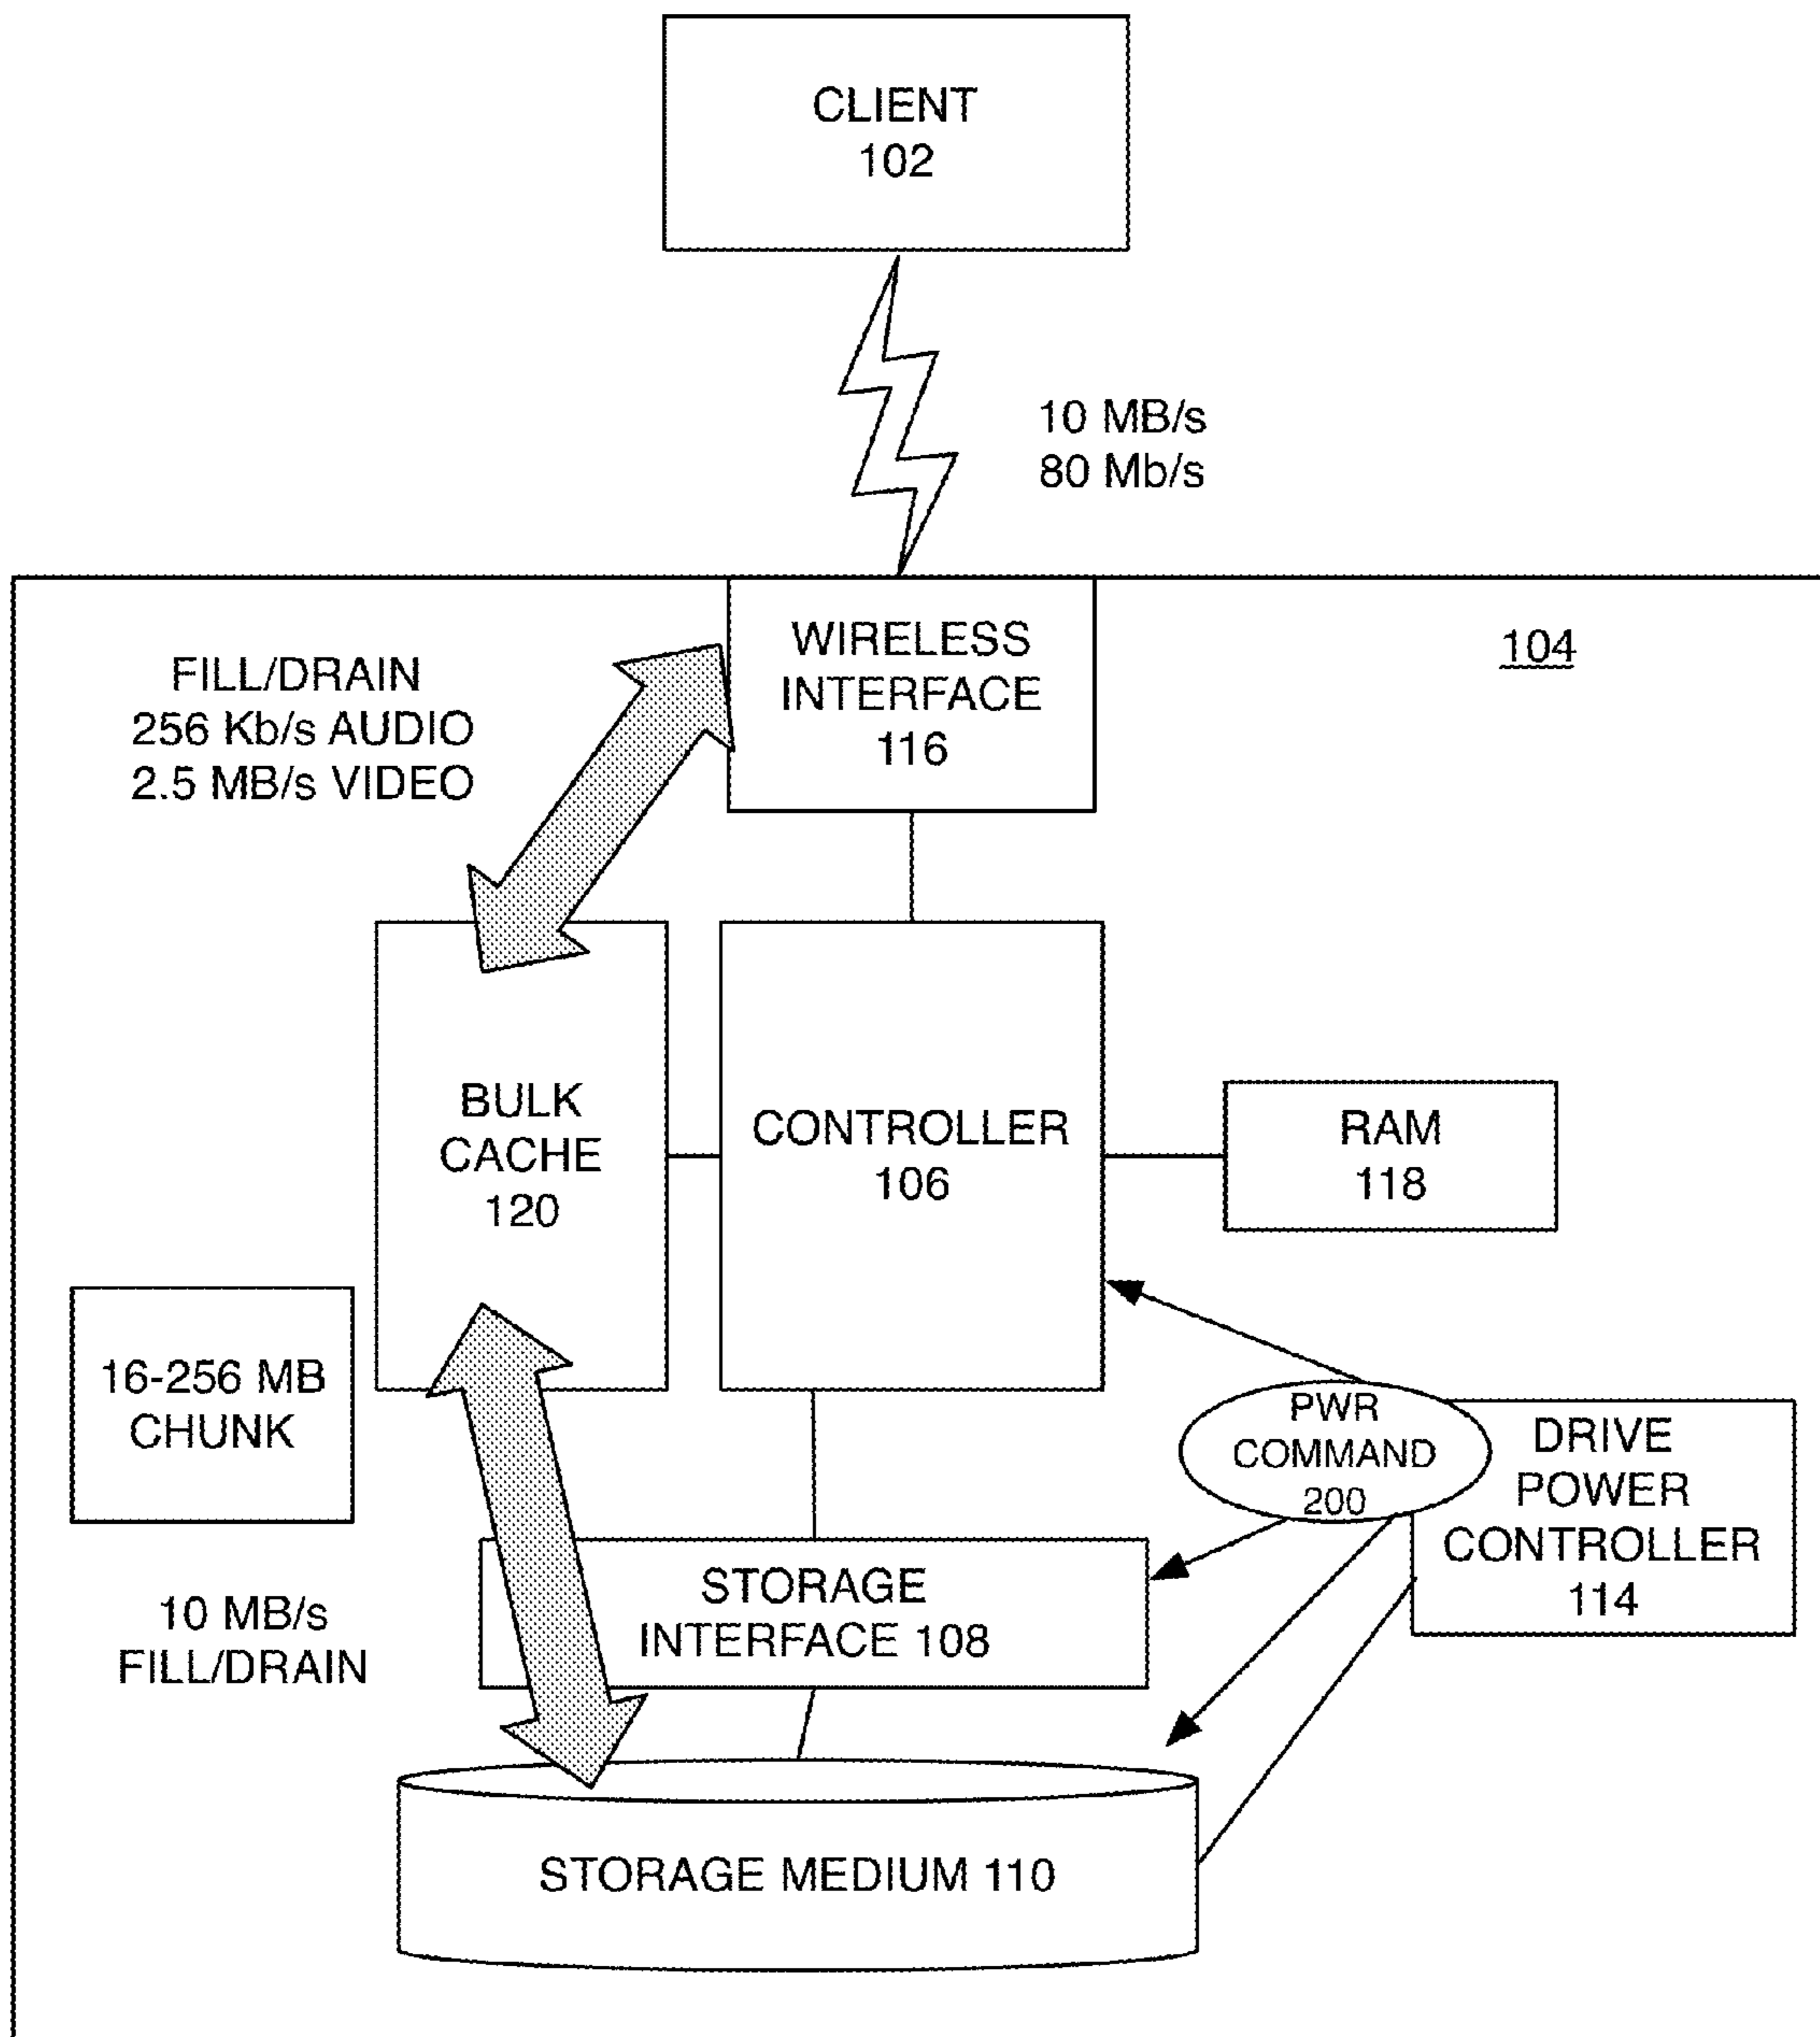 CLIENT
102
10 MB/s
80 Mb/s
104
WIRELESS
INTERFACE
116
FILL/DRAIN
256 Kb/s AUDIO
2.5 MB/s VIDEO
BULK
CACHE
120
CONTROLLER
106
RAM
118
16-256 MB
CHUNK
PWR
COMMAND
200
DRIVE
POWER
CONTROLLER
114
STORAGE
INTERFACE 108
10 MB/s
FILL/DRAIN
STORAGE MEDIUM 110